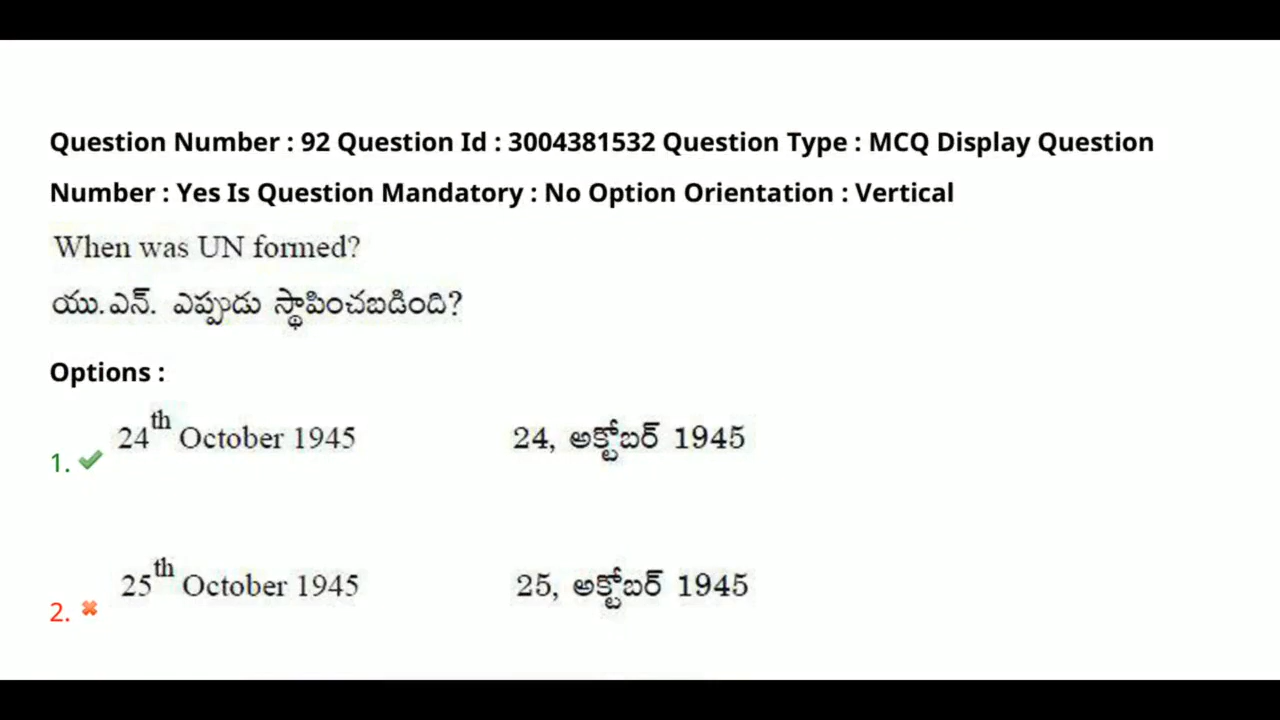 Question Number : 92 Question Id : 3004381532 Question Type : MCQ Display Question
Number : Yes Is Question Mandatory : No Option Orientation : Vertical
When was UN formed?
యు.ఎన్. ఎప్పుడు స్థాపించబడింది?
Options :
24th October 1945 24, అక్టోబర్ 1945
1.
25th October 1945 25, అక్టోబర్ 1945
2.